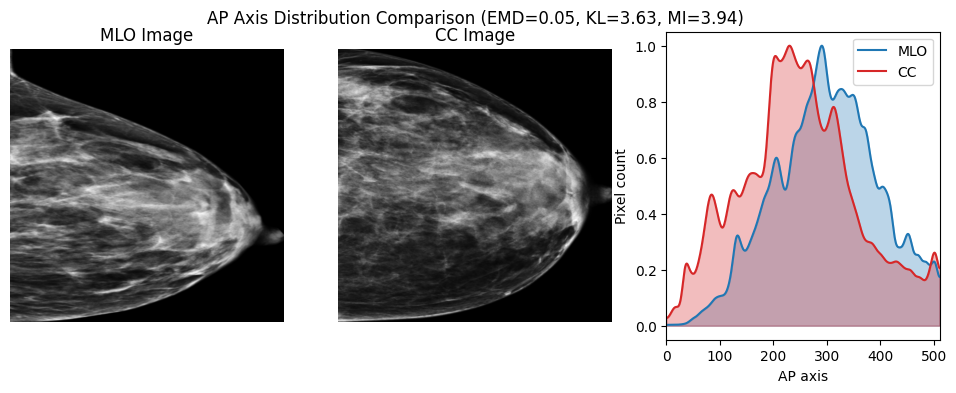 AP Axis Distribution Comparison (EMD=0.05, KL=3.63, MI=3.94)
MLO Image
CC Image
MLO
CC
Pixel count
1.0
0.8
0.6
0.4
0.2
0.0
0 100 200 300 400 500
AP axis